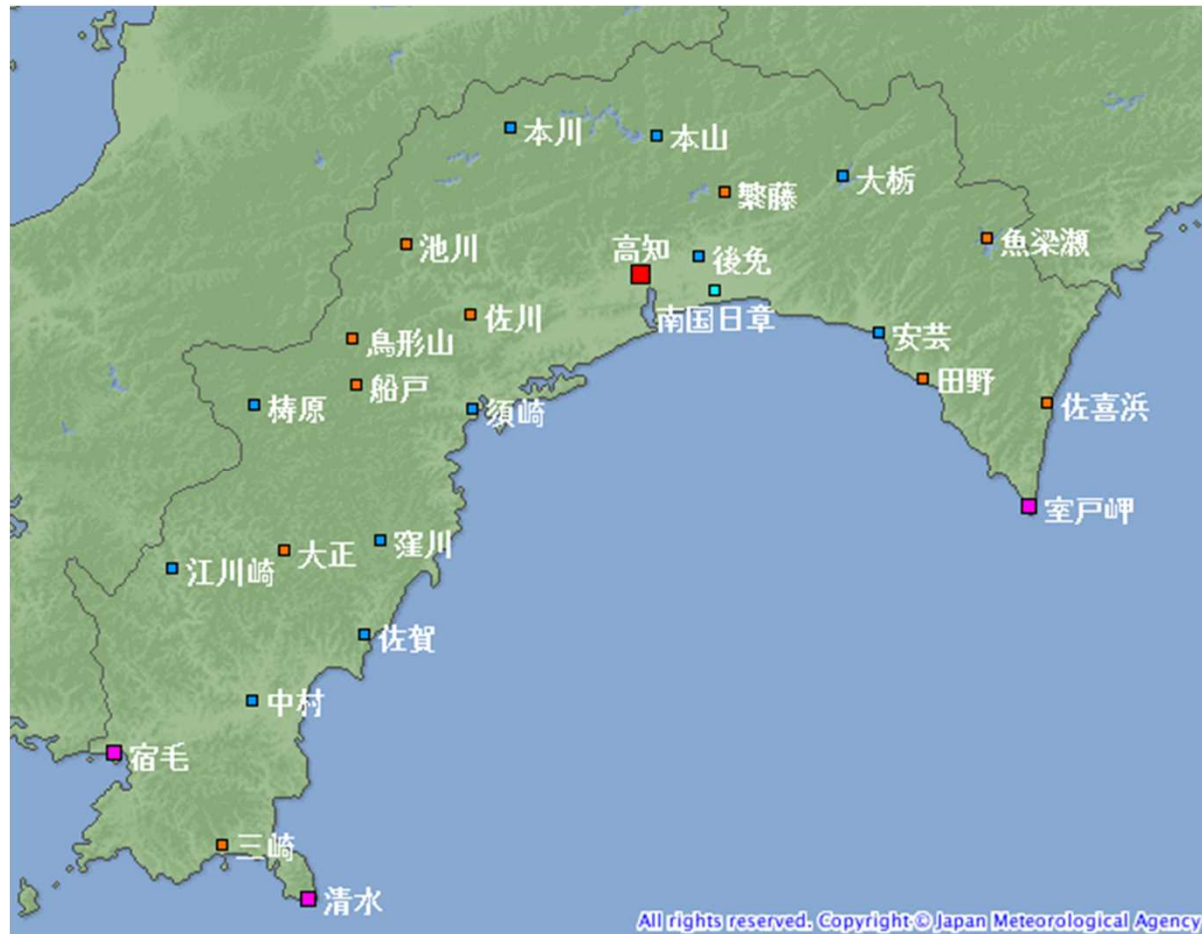 本川
本山
大栃
繁藤
魚梁瀬
池川
高知
後免
佐川
南国日章
鳥形山
安芸
船戸
田野
梼原
須崎
佐喜浜
室戸岬
窪川
大正
江川崎
佐賀
中村
宿毛
三崎
清水
All rights reserved. Copyright © Japan Meteorological Agency